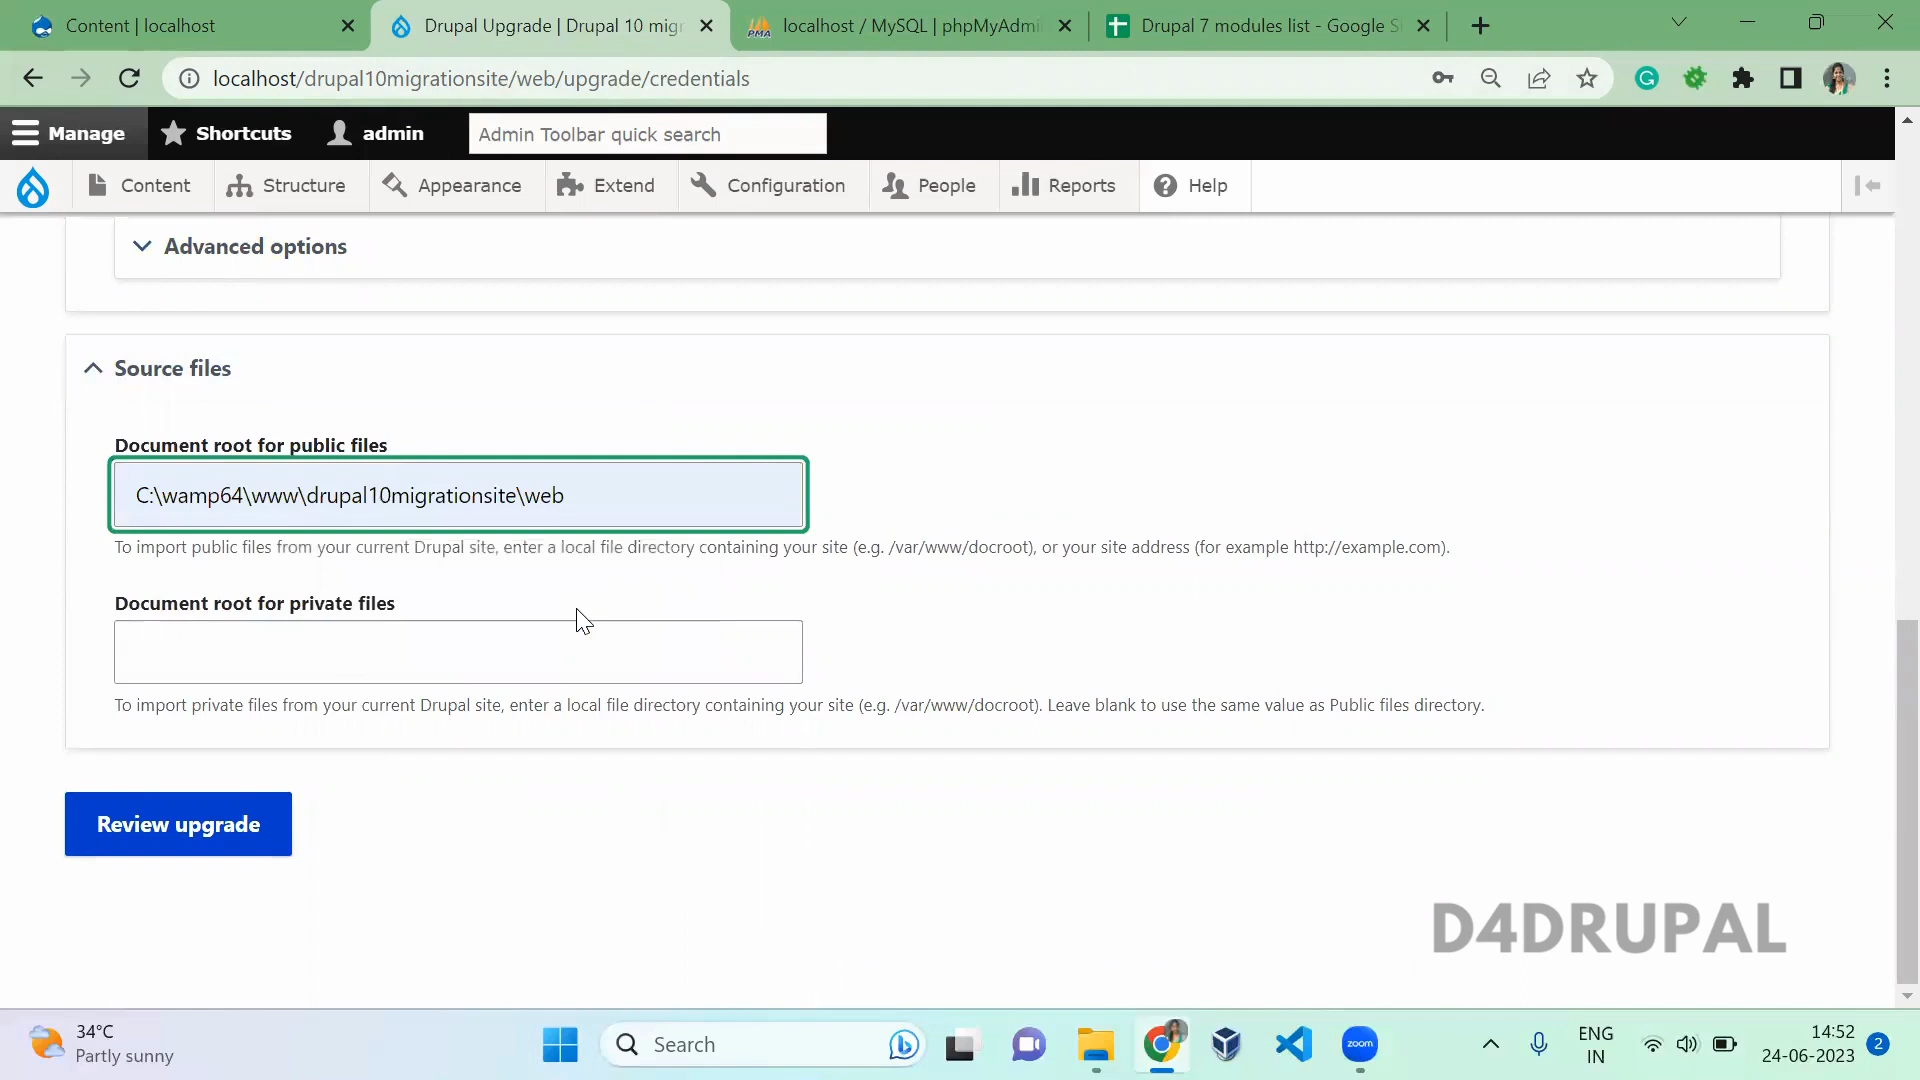 Content | localhost
Drupal Upgrade | Drupal 10 migr
localhost / MySQL | phpMyAdmi
Drupal 7 modules list - Google S
localhost/drupal10migrationsite/web/upgrade/credentials
Manage
Shortcuts
admin
Admin Toolbar quick search
Content
Structure
Appearance
Extend
Configuration
People
Reports
Help
Advanced options
Source files
Document root for public files
C:\wamp64\www\drupal10migrationsite\web
To import public files from your current Drupal site, enter a local file directory containing your site (e.g. /var/www/docroot), or your site address (for example http://example.com).
Document root for private files
To import private files from your current Drupal site, enter a local file directory containing your site (e.g. /var/www/docroot). Leave blank to use the same value as Public files directory.
Review upgrade
D4DRUPAL
34°C
Partly sunny
Search
zoom
ENG
IN
14:52
24-06-2023
2